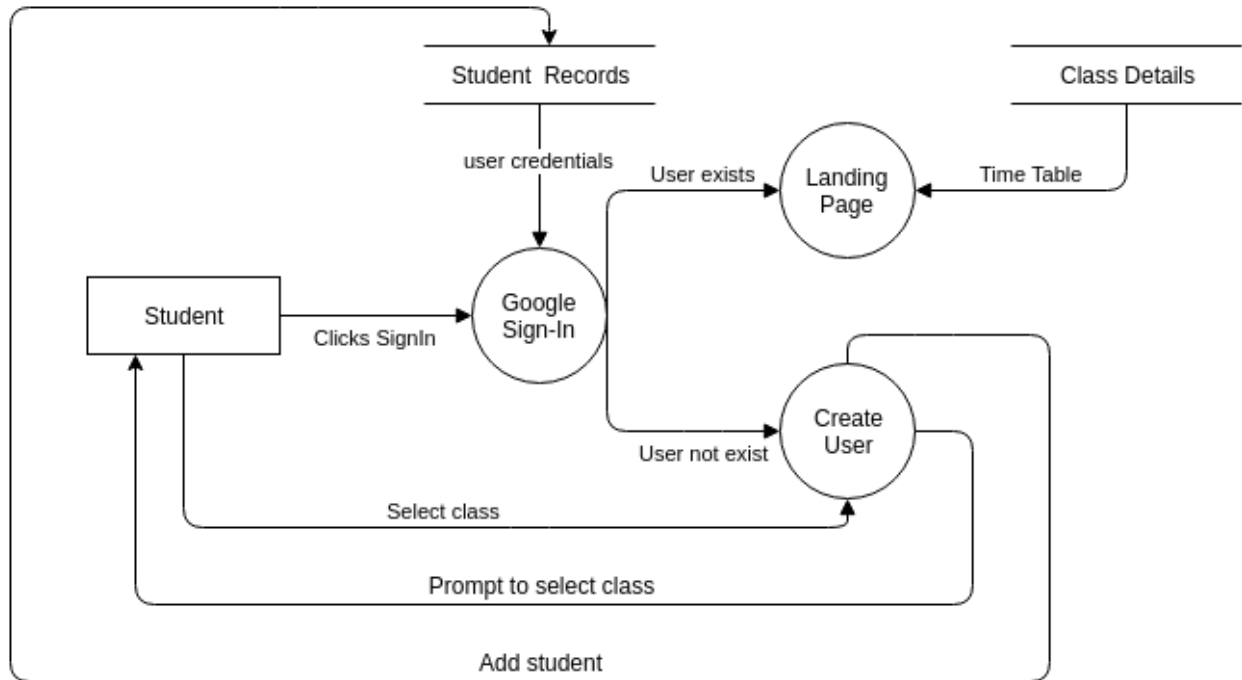 Student  Records
Class Details
user credentials
User exists
Landing
Page
Time Table
Student
Clicks SignIn
Google
Sign-In
Create
User
User not exist
Select class
Prompt to select class
Add student